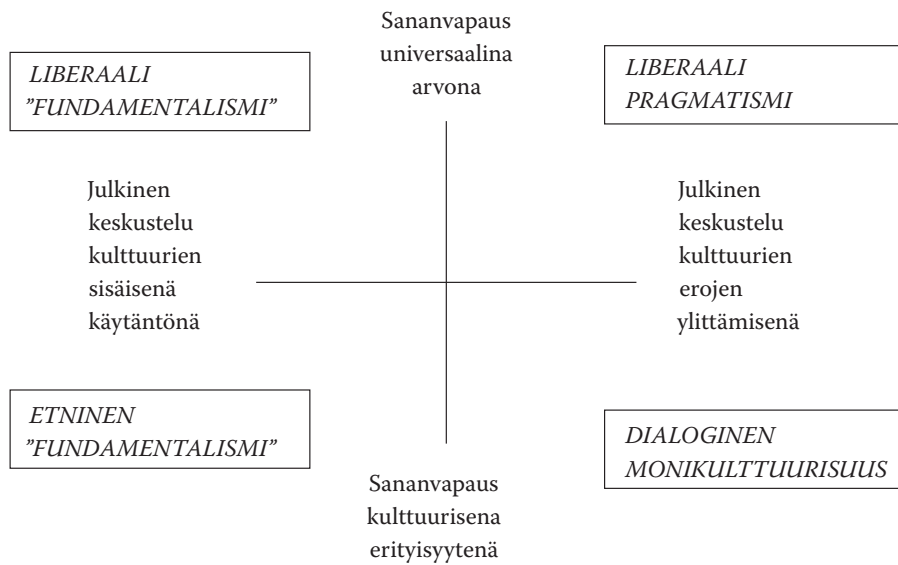 Sananvapaus
universaalina
arvona
LIBERAALI
”FUNDAMENTALISMI”
LIBERAALI
PRAGMATISMI
Julkinen
keskustelu
kulttuurien
sisäisenä
käytäntönä
Julkinen
keskustelu
kulttuurien
erojen
ylittämisenä
ETNINEN
”FUNDAMENTALISMI”
DIALOGINEN
MONIKULTTUURISUUS
Sananvapaus
kulttuurisena
erityisyytenä